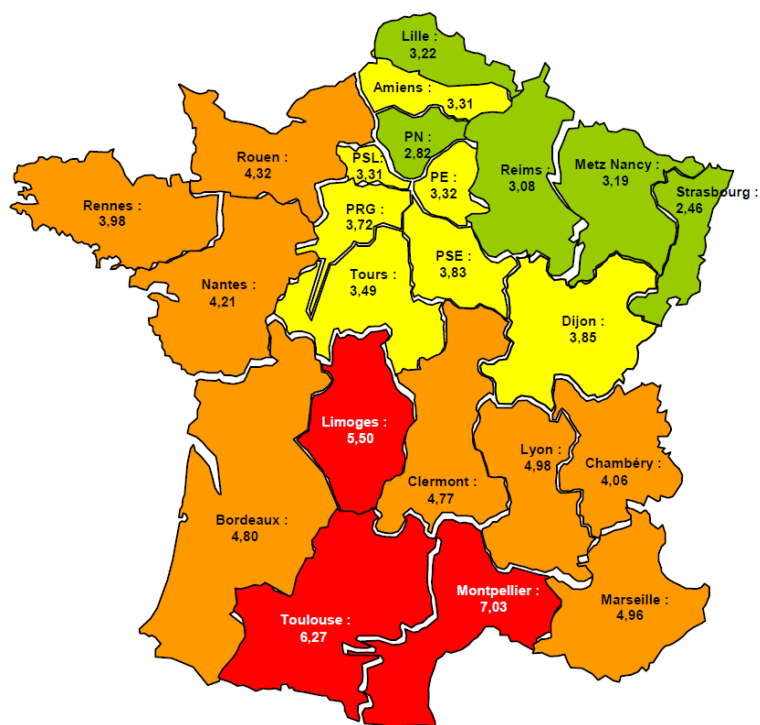 Lille :
3,22
Amiens :
3,31
PN :
2,82
Rouen :
4,32
PSL:
3,31
PE :
3,32
Reims :
3,08
Metz Nancy :
3,19
Strasbourg :
2,46
Rennes :
3,98
PRG :
3,72
Nantes :
4,21
Tours :
3,49
PSE :
3,83
Dijon :
3,85
Limoges :
5,50
Lyon :
4,98
Chambéry :
4,06
Clermont :
4,77
Bordeaux :
4,80
Montpellier :
7,03
Marseille :
4,96
Toulouse :
6,27